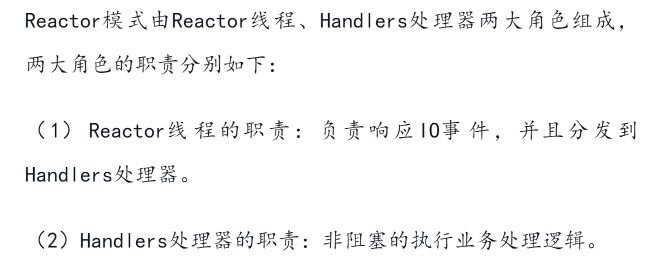 Reactor模式由Reactor线程、Handlers处理器两大角色组成，
两大角色的职责分别如下：
（1）Reactor线程的职责：负责响应IO事件，并且分发到
Handlers处理器。
（2）Handlers处理器的职责：非阻塞的执行业务处理逻辑。